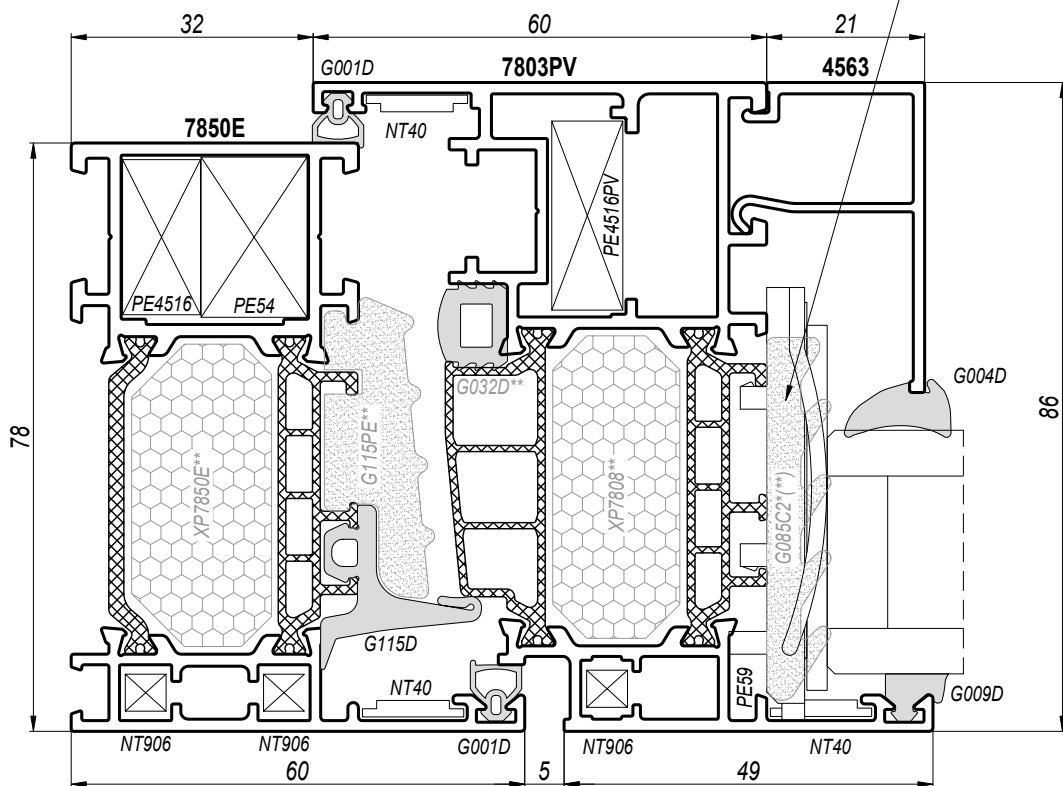 32
60
21
G001D
7803PV
4563
7850E
NT40
PE4516PV
PE4516
PE54
G032D**
G004D
78
86
XP7850E**
G115PE**
XP7808**
G085C2*(**)
G115D
NT40
PE59
G009D
NT906
NT906
G001D
NT906
NT40
60
5
49